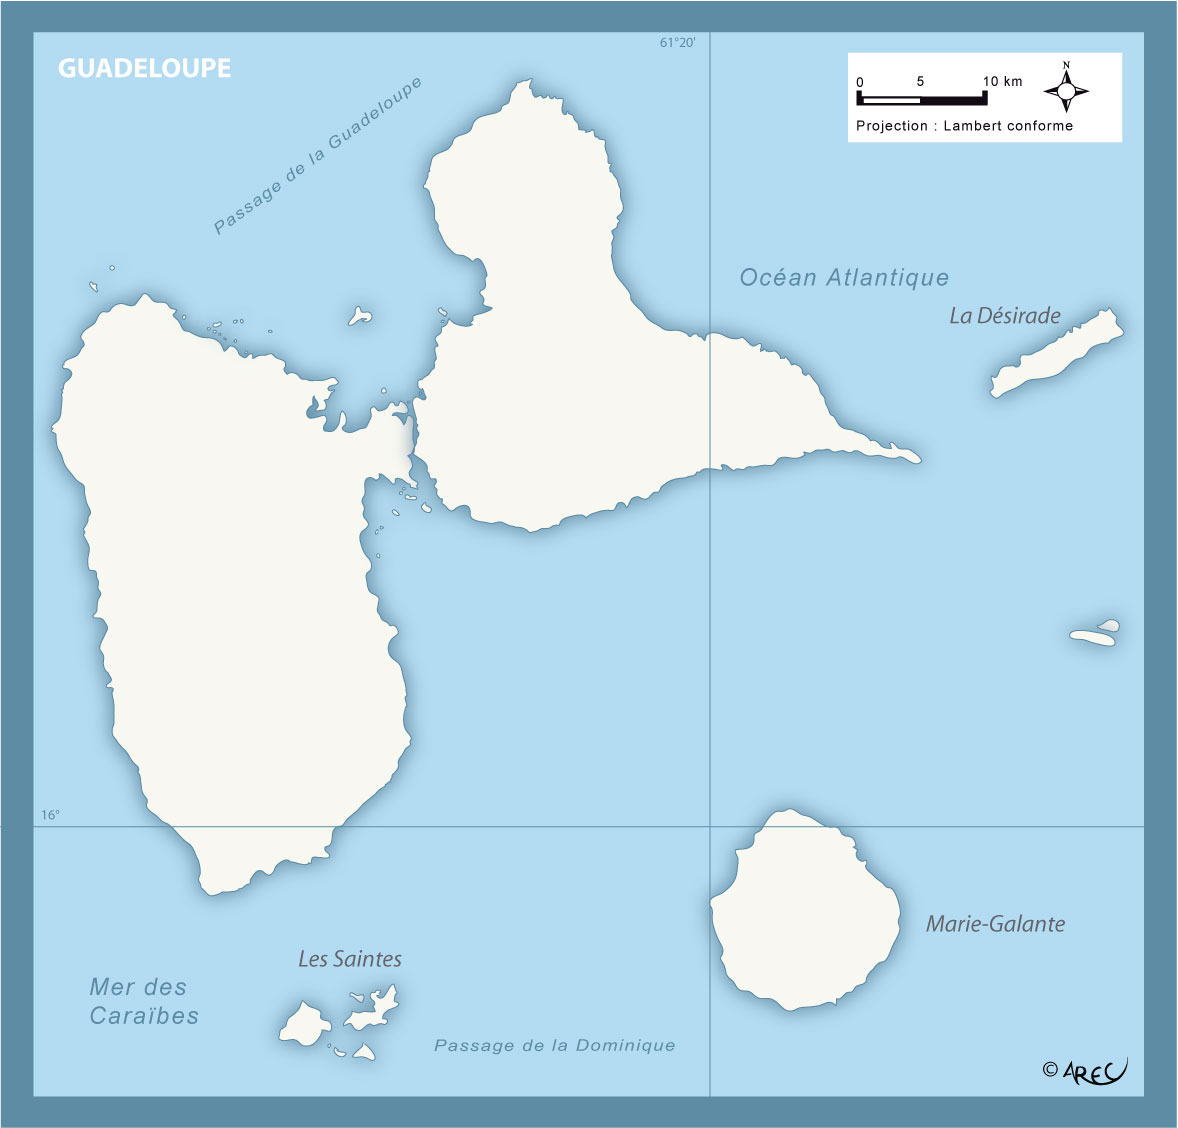 GUADELOUPE
61°20'
0 5 10 km
N
Projection : Lambert conforme
Passage de la Guadeloupe
Océan Atlantique
La Désirade
16°
Marie-Galante
Les Saintes
Mer des
Caraïbes
Passage de la Dominique
© AREC